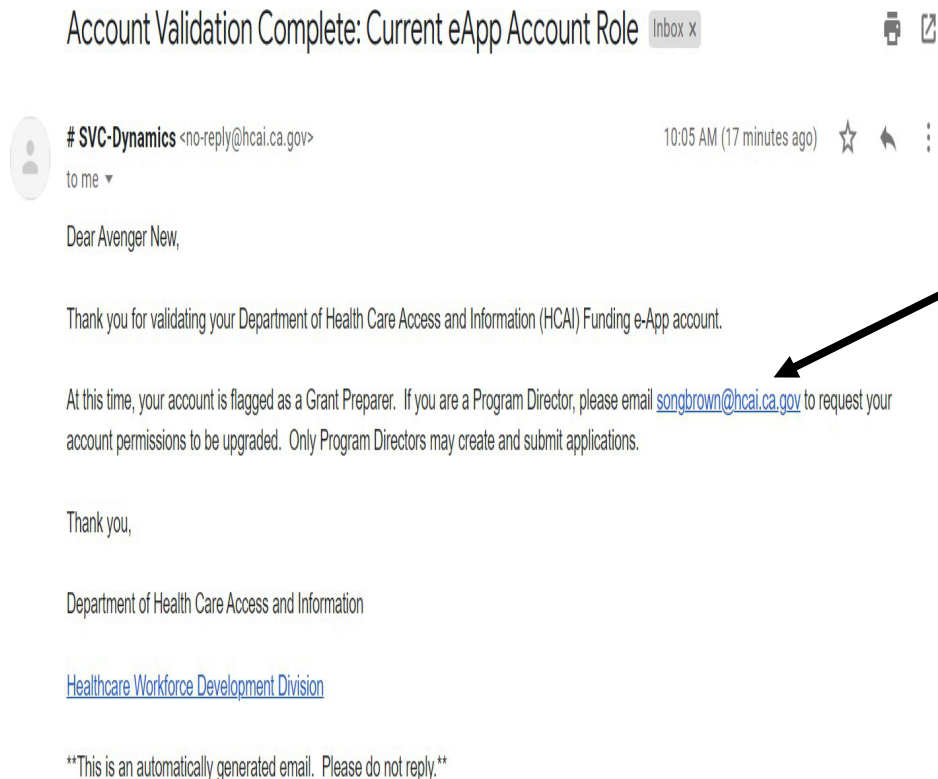 Account Validation Complete: Current eApp Account Role Inbox x
# SVC-Dynamics <no-reply@hcai.ca.gov> 10:05 AM (17 minutes ago)
to me
Dear Avenger New,
Thank you for validating your Department of Health Care Access and Information (HCAI) Funding e-App account.
At this time, your account is flagged as a Grant Preparer.  If you are a Program Director, please email songbrown@hcai.ca.gov to request your
account permissions to be upgraded.  Only Program Directors may create and submit applications.
Thank you,
Department of Health Care Access and Information
Healthcare Workforce Development Division
**This is an automatically generated email.  Please do not reply.**